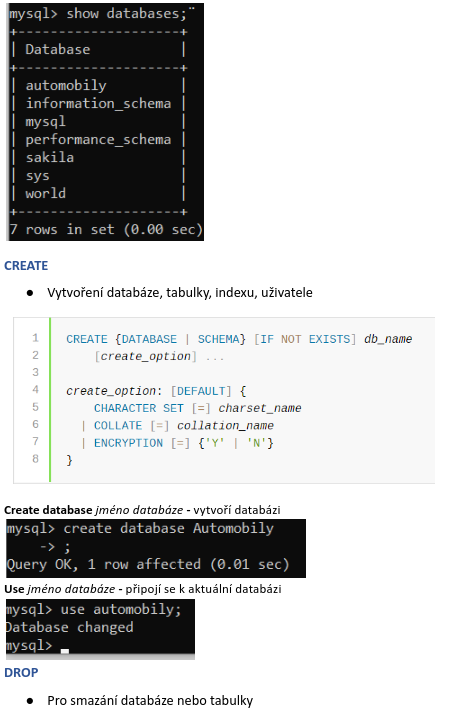 mysql> show databases;¨
+--------------------+
| Database           |
+--------------------+
| automobily         |
| information_schema |
| mysql              |
| performance_schema |
| sakila             |
| sys                |
| world              |
+--------------------+
7 rows in set (0.00 sec)
CREATE
● Vytvoření databáze, tabulky, indexu, uživatele
1 CREATE {DATABASE | SCHEMA} [IF NOT EXISTS] db_name
2     [create_option] ...
3
4 create_option: [DEFAULT] {
5     CHARACTER SET [=] charset_name
6   | COLLATE [=] collation_name
7   | ENCRYPTION [=] {'Y' | 'N'}
8 }
Create database jméno databáze - vytvoří databázi
mysql> create database Automobily
    -> ;
Query OK, 1 row affected (0.01 sec)
Use jméno databáze - připojí se k aktuální databázi
mysql> use automobily;
Database changed
mysql> _
DROP
● Pro smazání databáze nebo tabulky